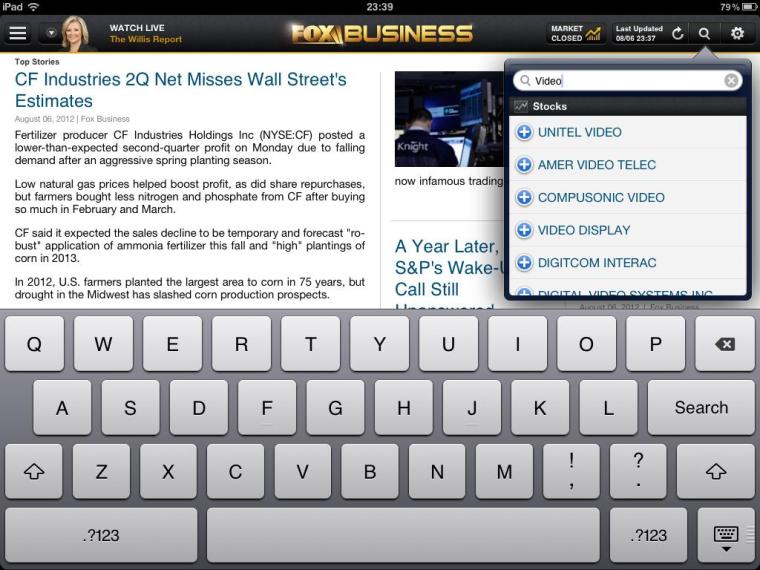 iPad 23:39 79 %
WATCH LIVE
The Willis Report
FOX BUSINESS
MARKET
CLOSED
Last Updated
08/06 23:37
Top Stories
CF Industries 2Q Net Misses Wall Street's
Estimates
August 06, 2012 | Fox Business
Fertilizer producer CF Industries Holdings Inc (NYSE:CF) posted a
lower-than-expected second-quarter profit on Monday due to falling
demand after an aggressive spring planting season.
Low natural gas prices helped boost profit, as did share repurchases,
but farmers bought less nitrogen and phosphate from CF after buying
so much in February and March.
CF said it expected the sales decline to be temporary and forecast "ro-
bust" application of ammonia fertilizer this fall and "high" plantings of
corn in 2013.
In 2012, U.S. farmers planted the largest area to corn in 75 years, but
drought in the Midwest has slashed corn production prospects.
Knight
now infamous trading
A Year Later,
S&P's Wake-U
Call Still
Unanswered
Video
Stocks
UNITEL VIDEO
AMER VIDEO TELEC
COMPUSONIC VIDEO
VIDEO DISPLAY
DIGITCOM INTERAC
DIGITAL VIDEO SYSTEMS INC
August 06, 2012 | Fox Business
Q W E R T Y U I O P
A S D F G H J K L Search
Z X C V B N M ! , ? .
.?123 .?123